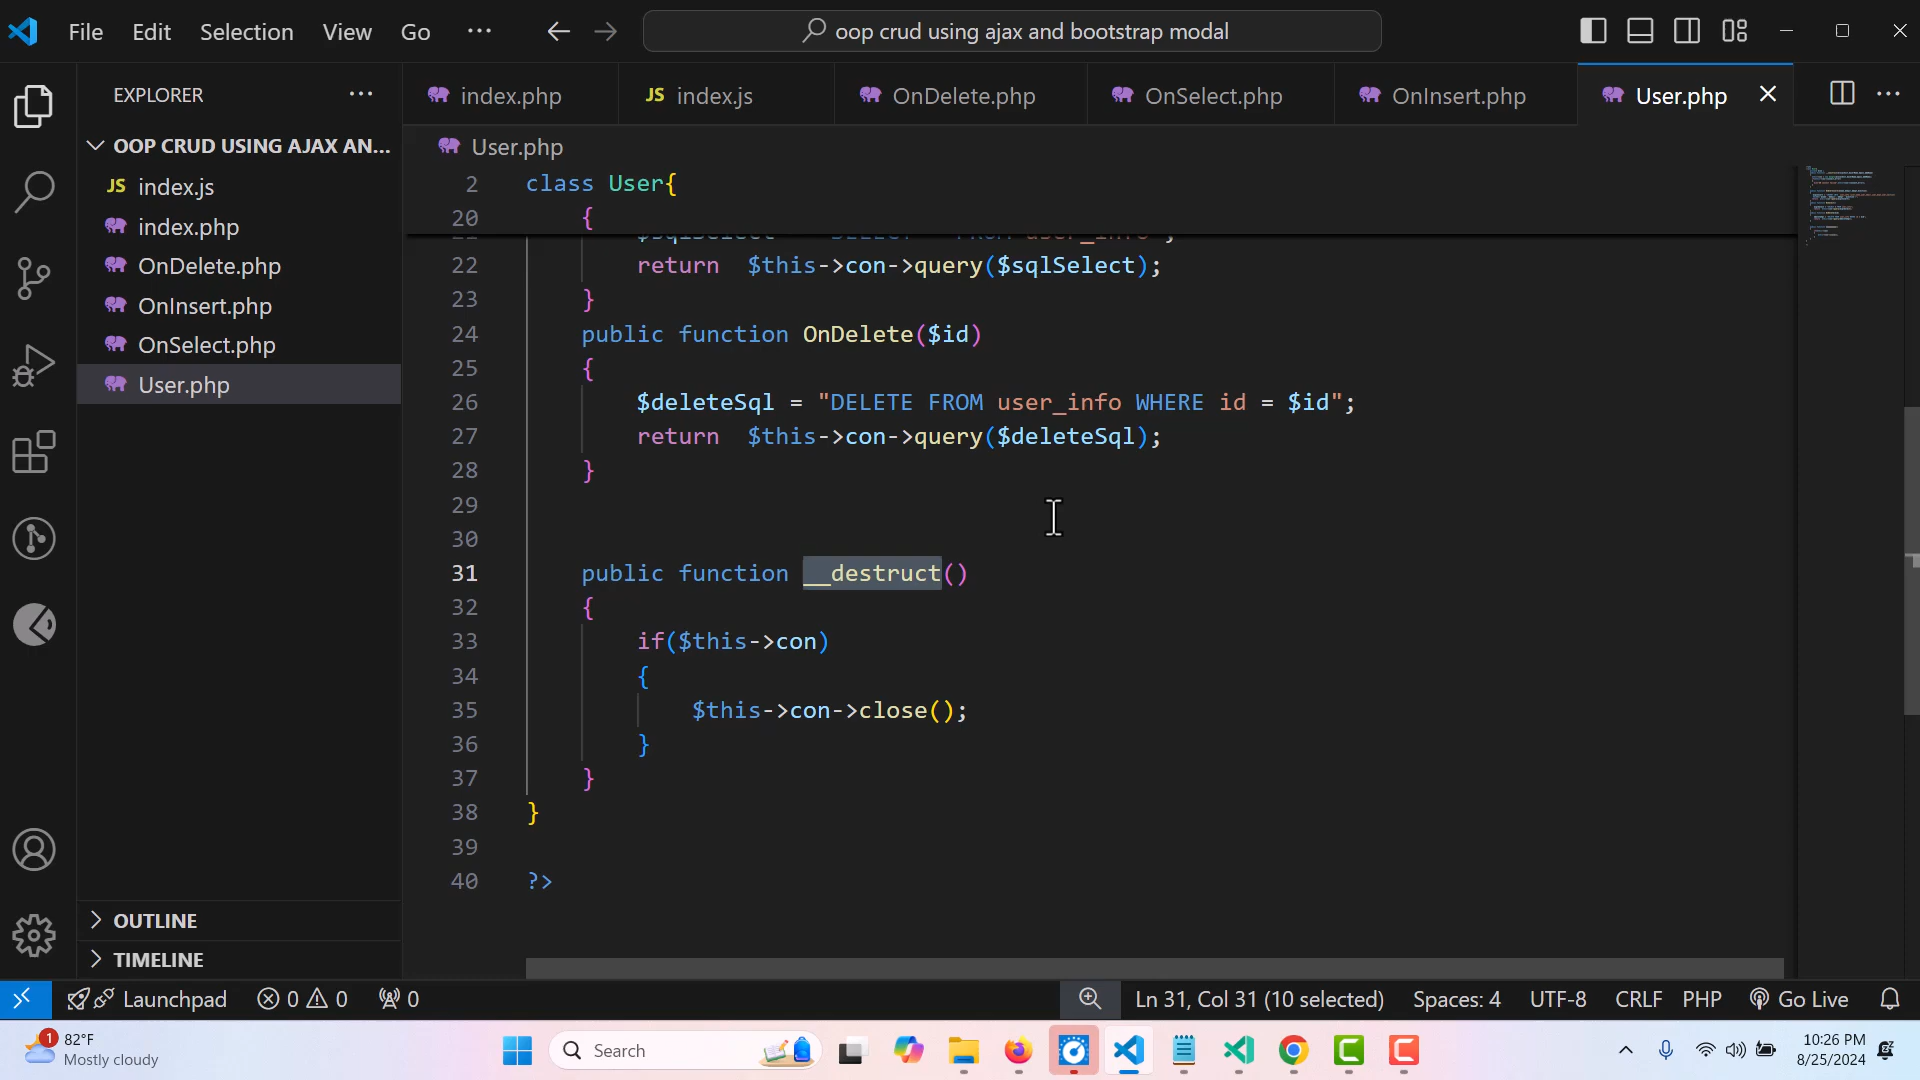 File Edit Selection View Go ···
oop crud using ajax and bootstrap modal
EXPLORER
OOP CRUD USING AJAX AN...
JS index.js
index.php
OnDelete.php
OnInsert.php
OnSelect.php
User.php
OUTLINE
TIMELINE
index.php JS index.js OnDelete.php OnSelect.php OnInsert.php User.php
User.php
2 class User{
20 {
22 return $this->con->query($sqlSelect);
23 }
24 public function OnDelete($id)
25 {
26 $deleteSql = "DELETE FROM user_info WHERE id = $id";
27 return $this->con->query($deleteSql);
28 }
29
30
31 public function __destruct()
32 {
33 if($this->con)
34 {
35 $this->con->close();
36 }
37 }
38 }
39
40 ?>
Launchpad 0 0 0 Ln 31, Col 31 (10 selected) Spaces: 4 UTF-8 CRLF PHP Go Live
1 82°F
Mostly cloudy
Search
10:26 PM
8/25/2024